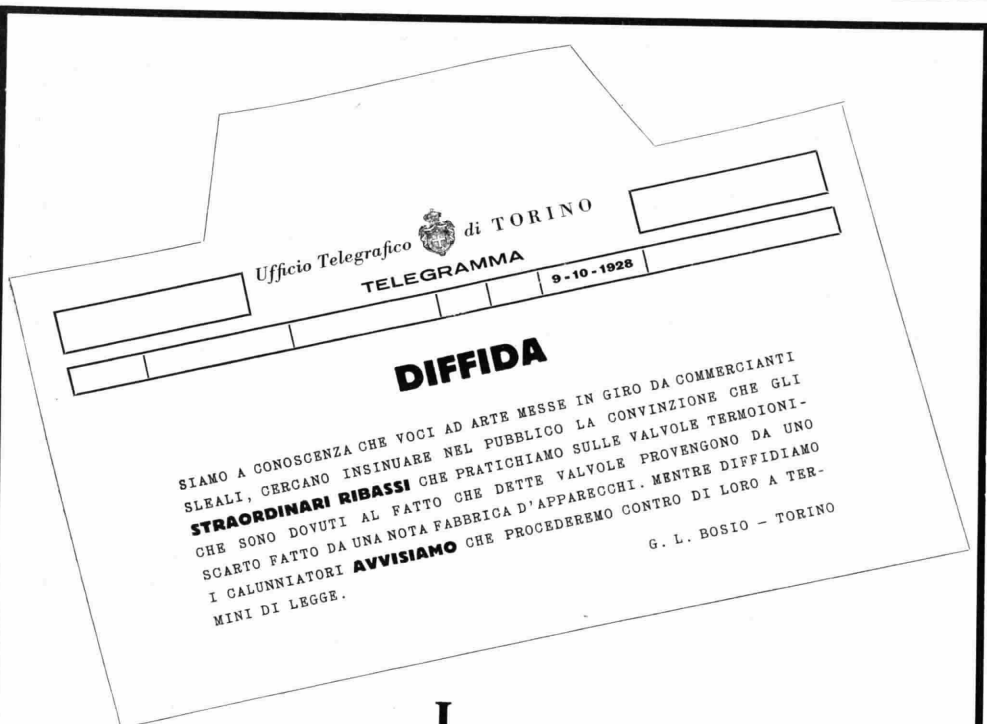 Ufficio Telegrafico di TORINO
TELEGRAMMA
9-10-1928
DIFFIDA
SIAMO A CONOSCENZA CHE VOCI AD ARTE MESSE IN GIRO DA COMMERCIANTI
SLEALI, CERCANO INSINUARE NEL PUBBLICO LA CONVINZIONE CHE GLI
STRAORDINARI RIBASSI CHE PRATICHIAMO SULLE VALVOLE TERMOIONI-
CHE SONO DOVUTI AL FATTO CHE DETTE VALVOLE PROVENGONO DA UNO
SCARTO FATTO DA UNA NOTA FABBRICA D'APPARECCHI. MENTRE DIFFIDIAMO
I CALUNNIATORI AVVISIAMO CHE PROCEDEREMO CONTRO DI LORO A TER-
MINI DI LEGGE.
G. L. BOSIO - TORINO